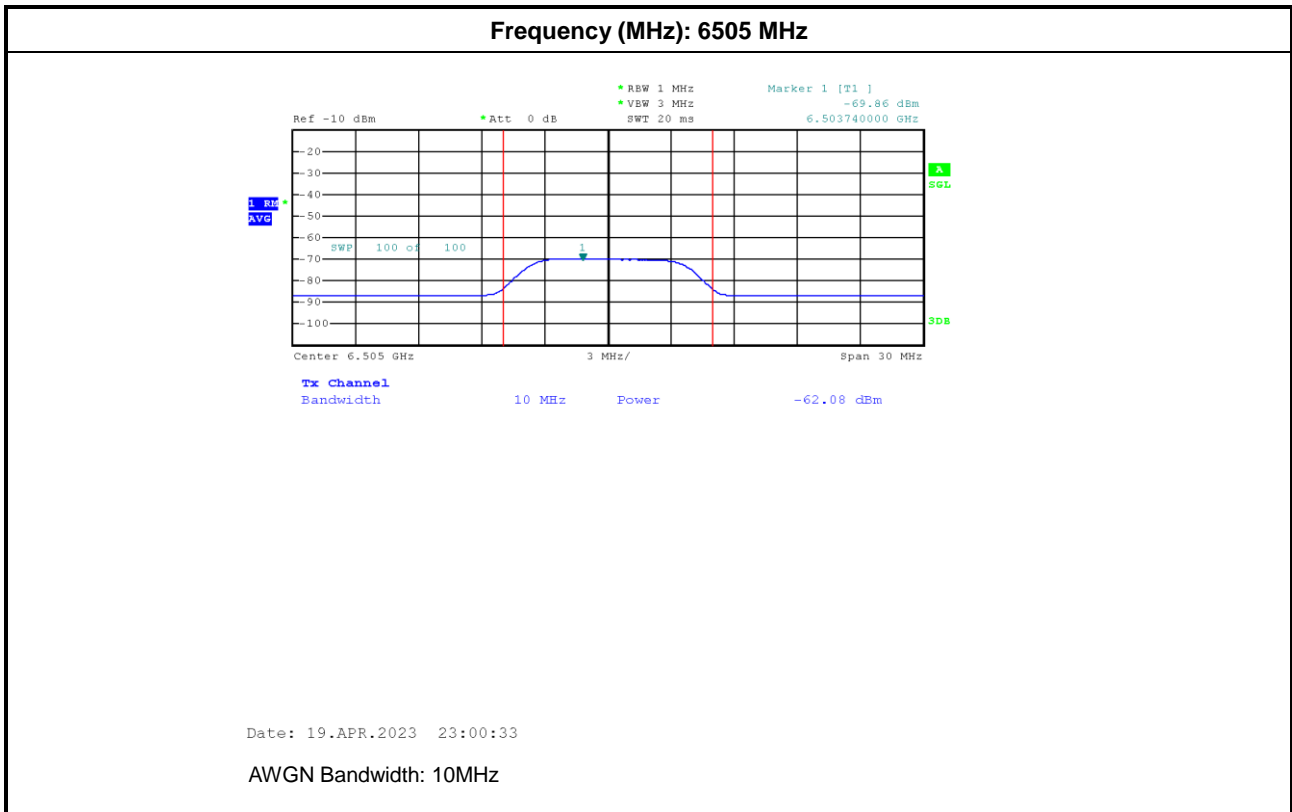 Frequency (MHz): 6505 MHz
* RBW 1 MHz Marker 1 [T1 ]
* VBW 3 MHz -69.86 dBm
Ref -10 dBm * Att 0 dB SWT 20 ms 6.503740000 GHz
-20
-30
A
SGL
-40
1 RM *
AVG
-50
-60
SWP 100 of 100 1
-70
-80
-90
-100
3DB
Center 6.505 GHz 3 MHz/ Span 30 MHz
Tx Channel
Bandwidth 10 MHz Power -62.08 dBm
Date: 19.APR.2023 23:00:33
AWGN Bandwidth: 10MHz